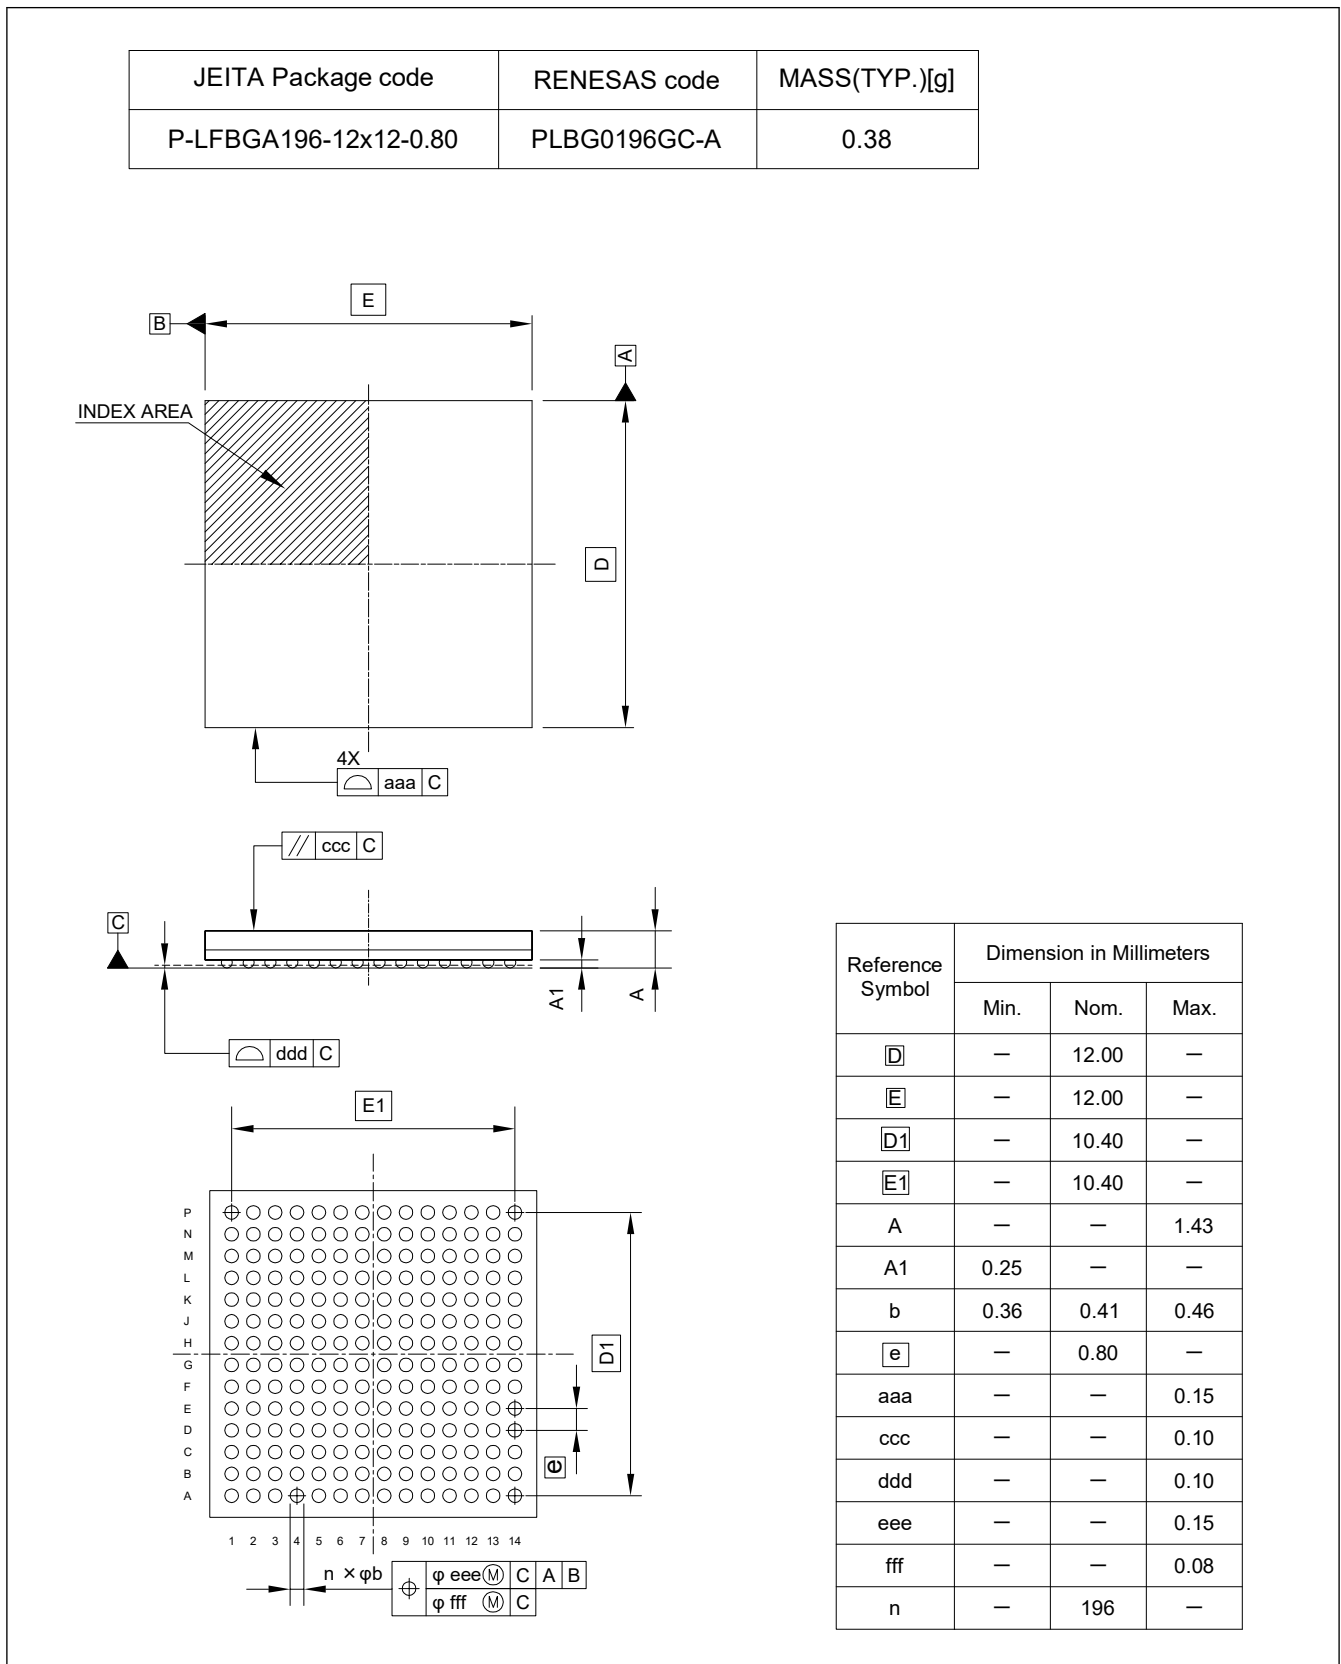 JEITA Package code RENESAS code MASS(TYP.)[g]
P-LFBGA196-12x12-0.80 PLBG0196GC-A 0.38
E
B
A
INDEX AREA
D
4X
aaa C
// ccc C
C
A1 A
ddd C
E1
P
N
M
L
K
J
H
G
F
E
D
C
B
A
D1
e
1 2 3 4 5 6 7 8 9 10 11 12 13 14
n ×φb
φ eee Ⓜ C A B
φ fff Ⓜ C
Reference Symbol Dimension in Millimeters
Min. Nom. Max.
D — 12.00 —
E — 12.00 —
D1 — 10.40 —
E1 — 10.40 —
A — — 1.43
A1 0.25 — —
b 0.36 0.41 0.46
e — 0.80 —
aaa — — 0.15
ccc — — 0.10
ddd — — 0.10
eee — — 0.15
fff — — 0.08
n — 196 —